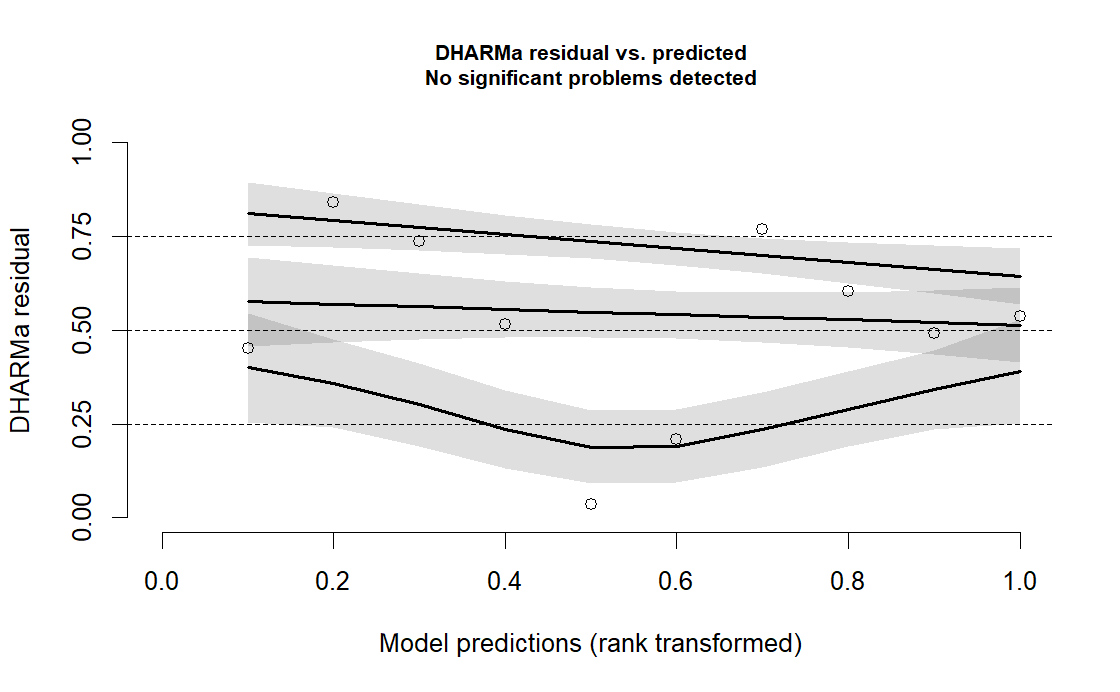 DHARMa residual vs. predicted
No significant problems detected
DHARMa residual
1.00
0.75
0.50
0.25
0.00
0.0 0.2 0.4 0.6 0.8 1.0
Model predictions (rank transformed)